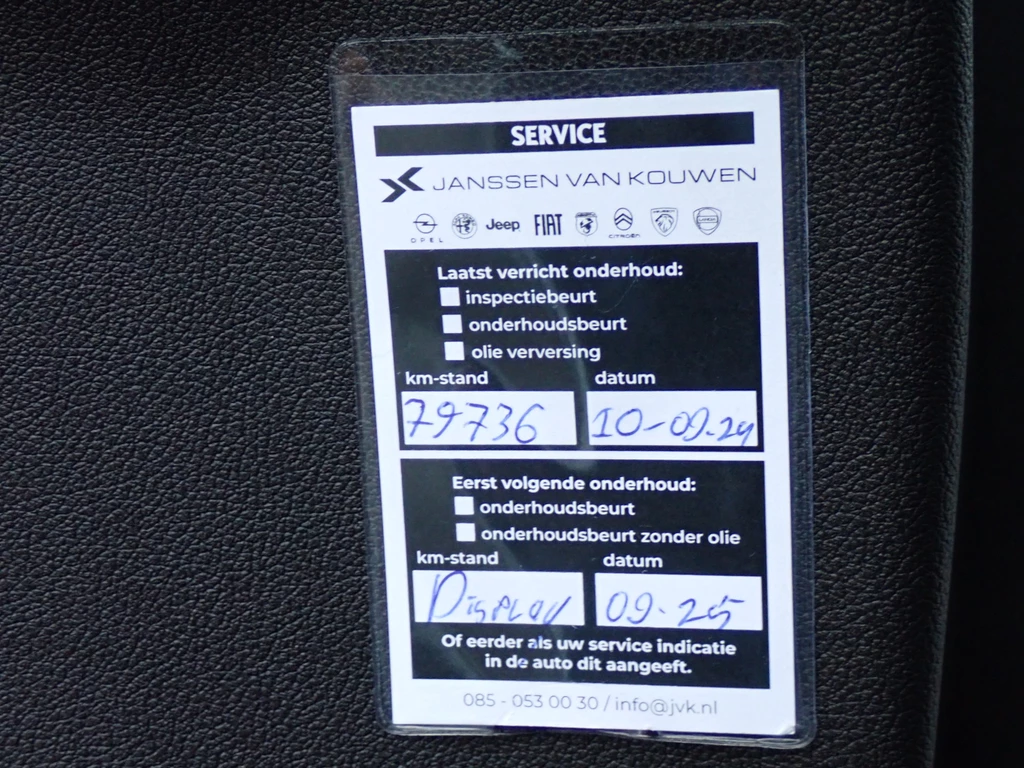 SERVICE
JANSSEN VAN KOUWEN
OPEL Jeep FIAT CITROËN
Laatst verricht onderhoud:
inspectiebeurt
onderhoudsbeurt
olie verversing
km-stand datum
79736 10-09-24
Eerst volgende onderhoud:
onderhoudsbeurt
onderhoudsbeurt zonder olie
km-stand datum
Display 09-25
Of eerder als uw service indicatie
in de auto dit aangeeft.
085 - 053 00 30 / info@jvk.nl